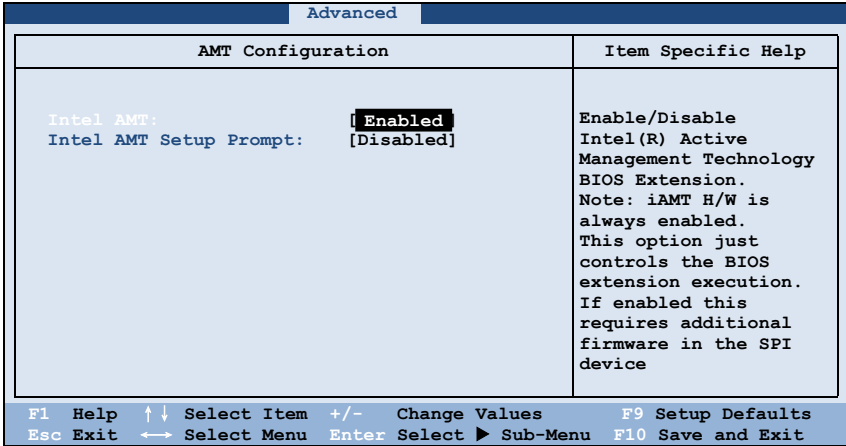 Advanced
AMT Configuration
Item Specific Help
Intel AMT: [ Enabled ]
Intel AMT Setup Prompt: [Disabled]
Enable/Disable
Intel(R) Active
Management Technology
BIOS Extension.
Note: iAMT H/W is
always enabled.
This option just
controls the BIOS
extension execution.
If enabled this
requires additional
firmware in the SPI
device
F1 Help ↑↓ Select Item +/- Change Values F9 Setup Defaults
Esc Exit ←→ Select Menu Enter Select ▶ Sub-Menu F10 Save and Exit